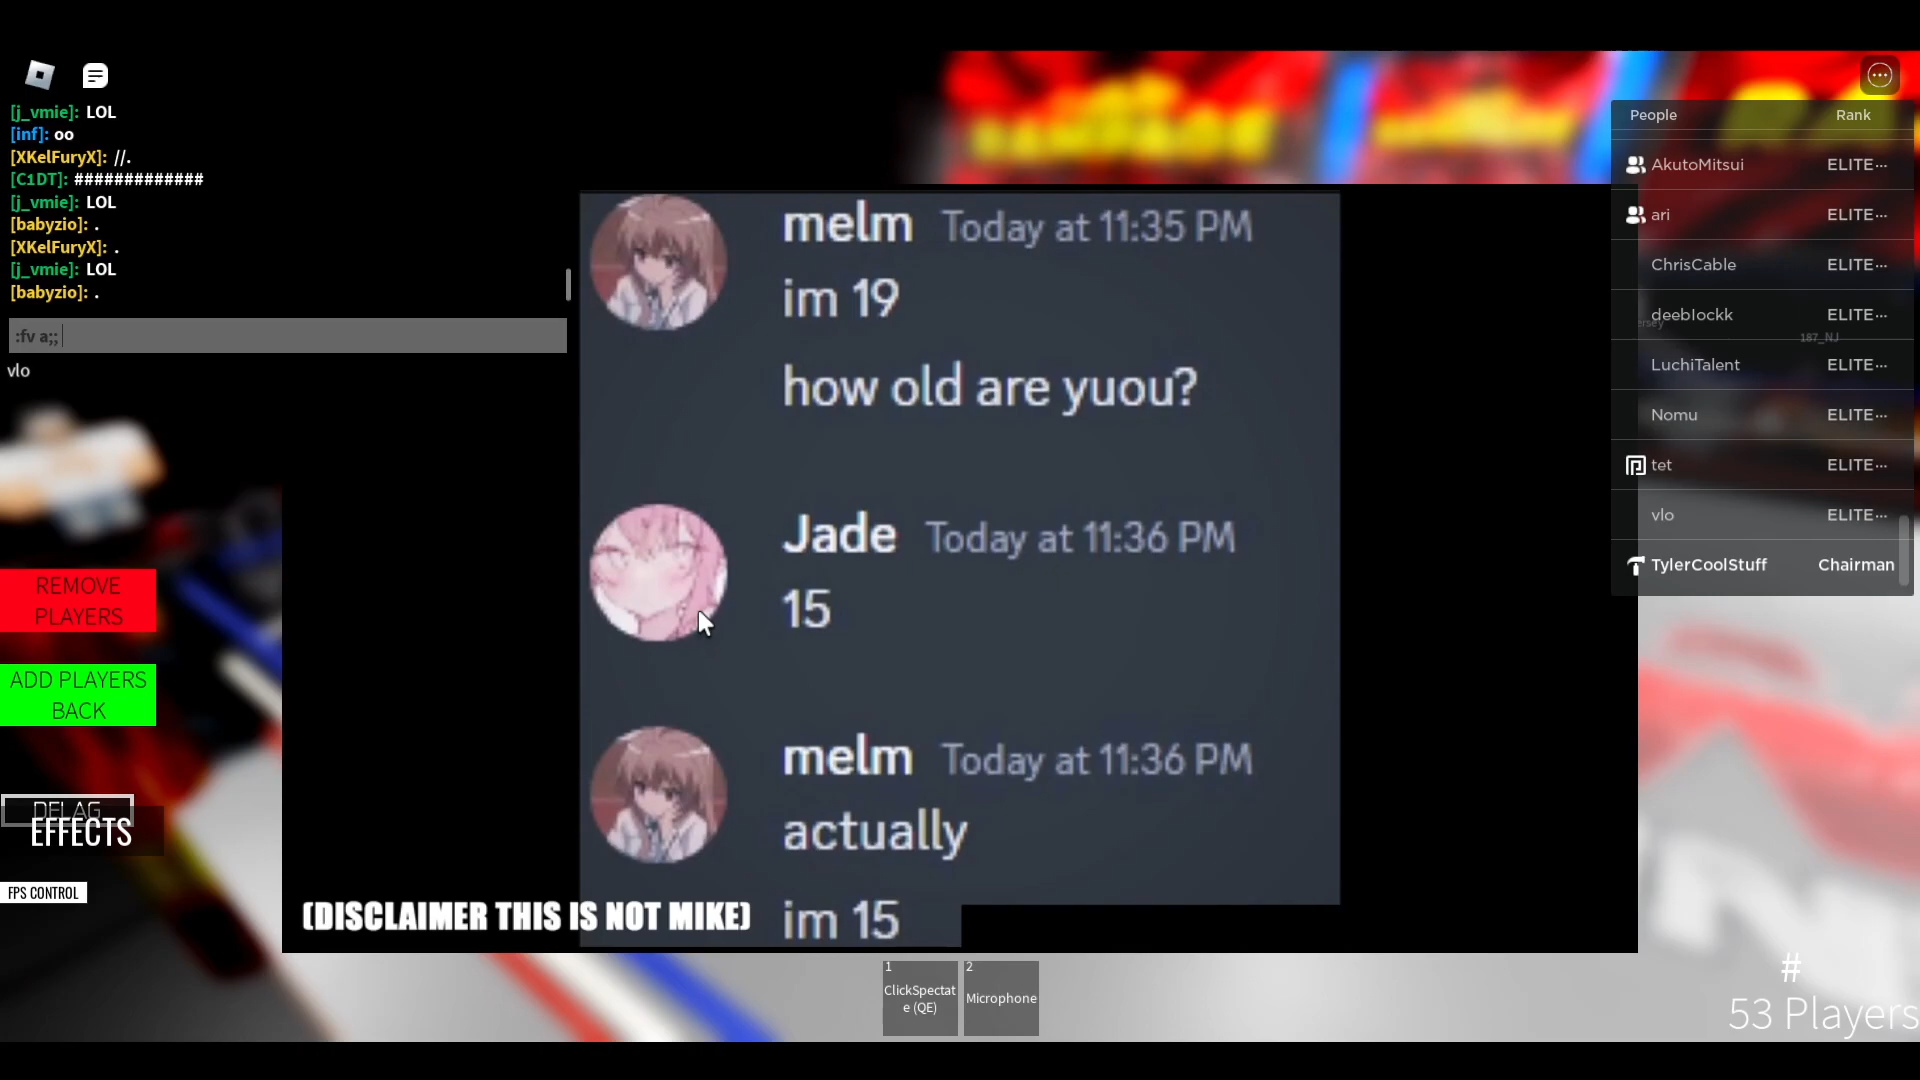 [j_vmie]: LOL
[inf]: oo
[XKelFuryX]: //.
[C1DT]: #############
[j_vmie]: LOL
[babyzio]: .
[XKelFuryX]: .
[j_vmie]: LOL
[babyzio]: .
:fv a;;
vlo
REMOVE
PLAYERS
ADD PLAYERS
BACK
DELAG
EFFECTS
FPS CONTROL
melm Today at 11:35 PM
im 19
how old are yuou?
Jade Today at 11:36 PM
15
melm Today at 11:36 PM
actually
im 15
(DISCLAIMER THIS IS NOT MIKE)
1
ClickSpectat
e (QE)
2
Microphone
People Rank
AkutoMitsui ELITE...
ari ELITE...
ChrisCable ELITE...
deeblockk ELITE...
ersey
187_NJ
LuchiTalent ELITE...
Nomu ELITE...
tet ELITE...
vlo ELITE...
TylerCoolStuff Chairman
#
53 Players